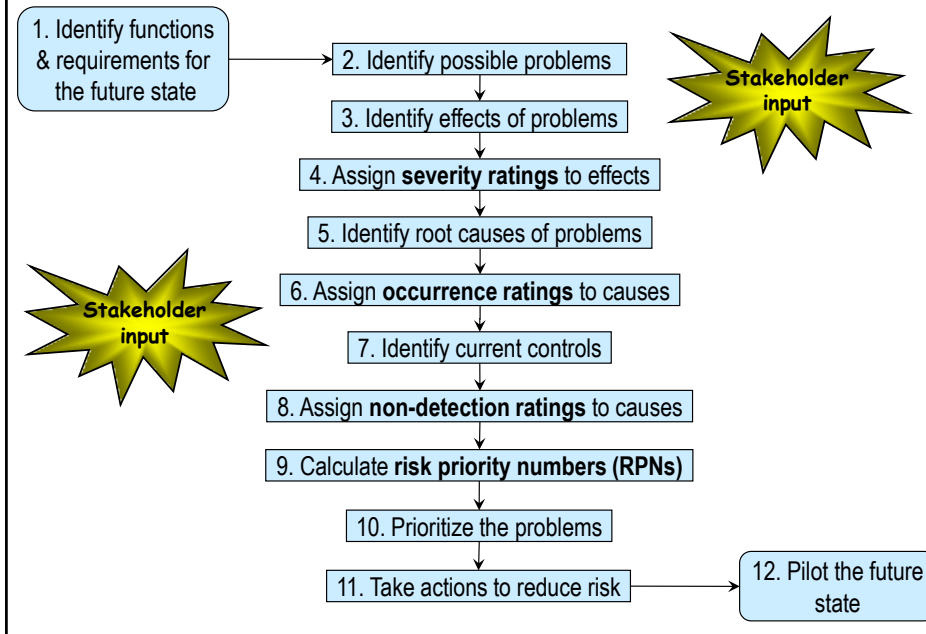 1. Identify functions
& requirements for
the future state
2. Identify possible problems
Stakeholder
input
3. Identify effects of problems
4. Assign severity ratings to effects
5. Identify root causes of problems
Stakeholder
input
6. Assign occurrence ratings to causes
7. Identify current controls
8. Assign non-detection ratings to causes
9. Calculate risk priority numbers (RPNs)
10. Prioritize the problems
11. Take actions to reduce risk
12. Pilot the future
state